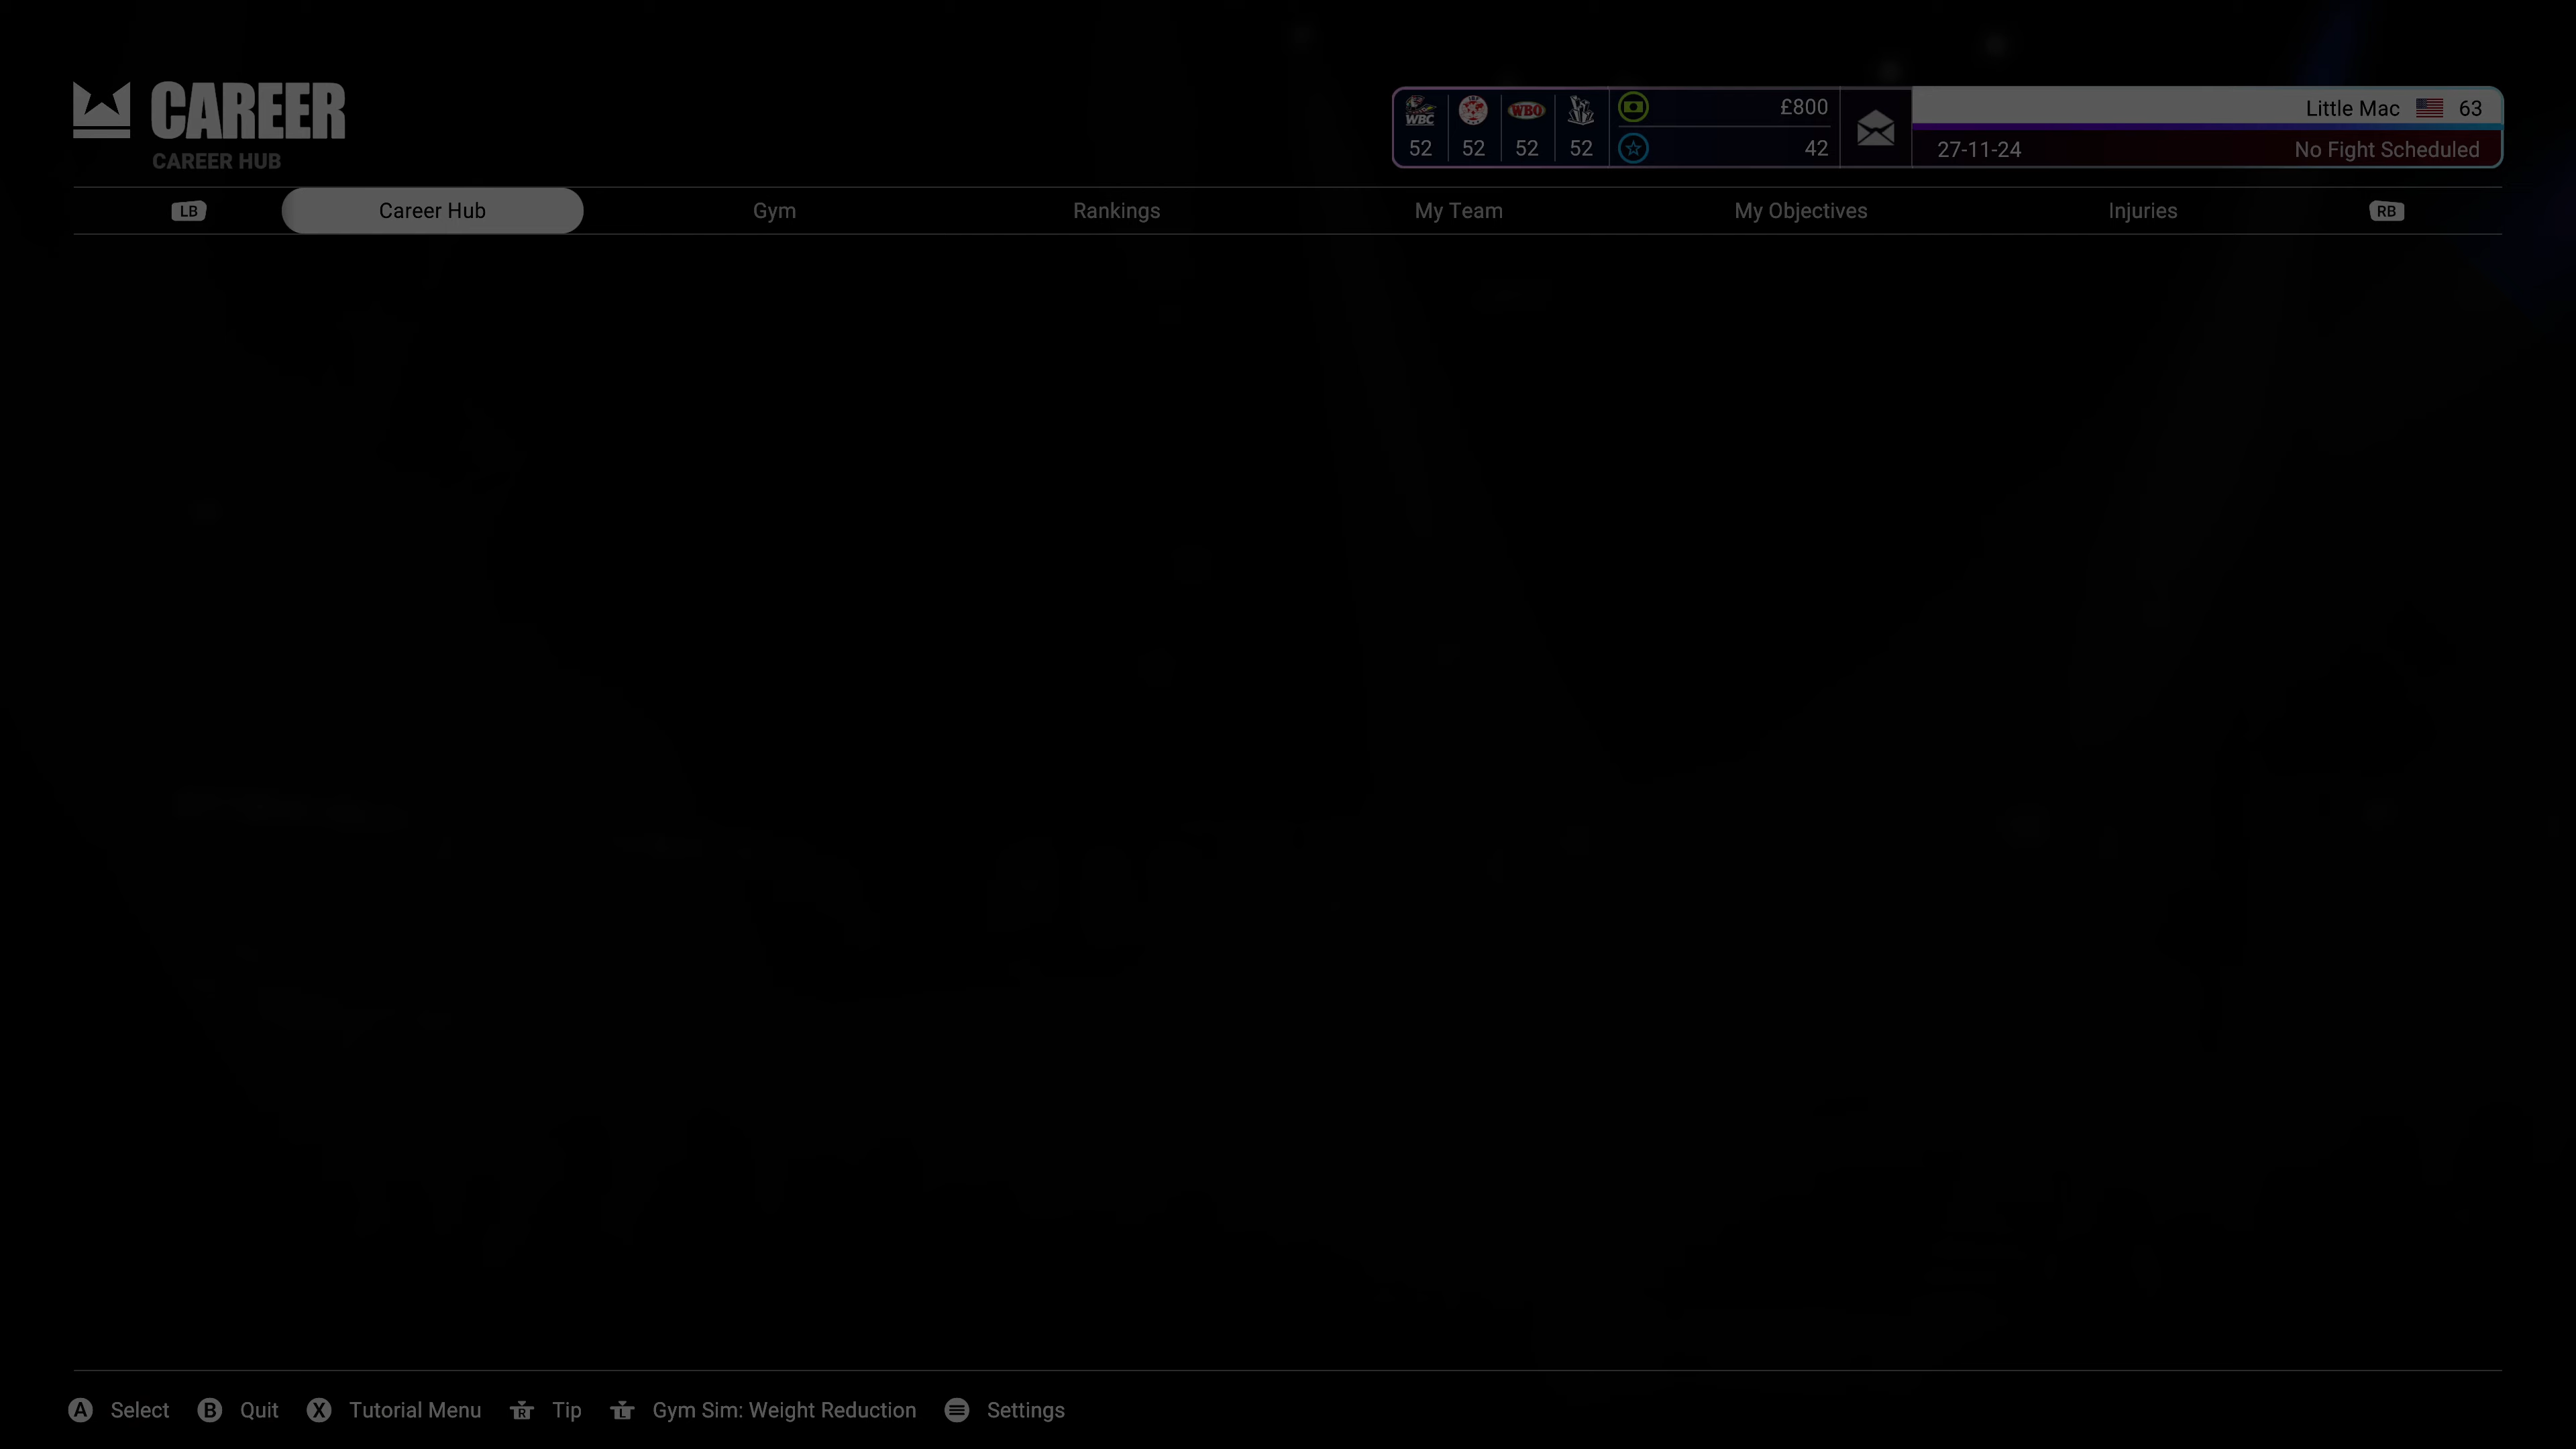 CAREER
CAREER HUB
WBC
WBO
52 52 52 52
£800
42
Little Mac 63
27-11-24 No Fight Scheduled
LB Career Hub Gym Rankings My Team My Objectives Injuries RB
A Select B Quit X Tutorial Menu R Tip L Gym Sim: Weight Reduction Settings